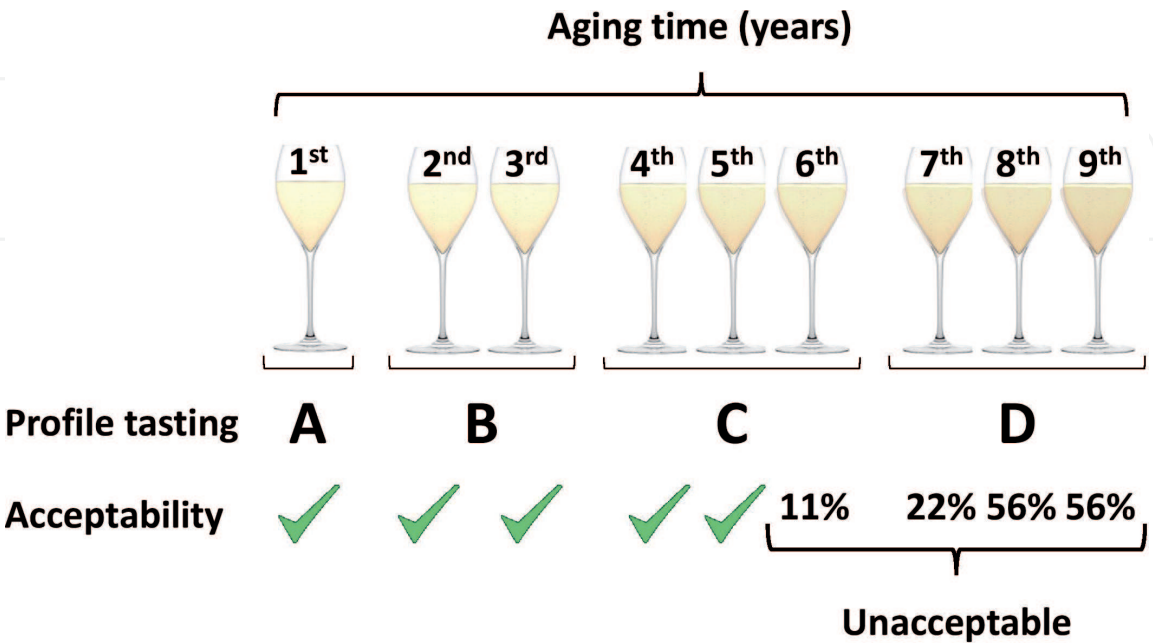 Aging time (years)
1st 2nd 3rd 4th 5th 6th 7th 8th 9th
Profile tasting A B C D
Acceptability 11% 22% 56% 56%
Unacceptable